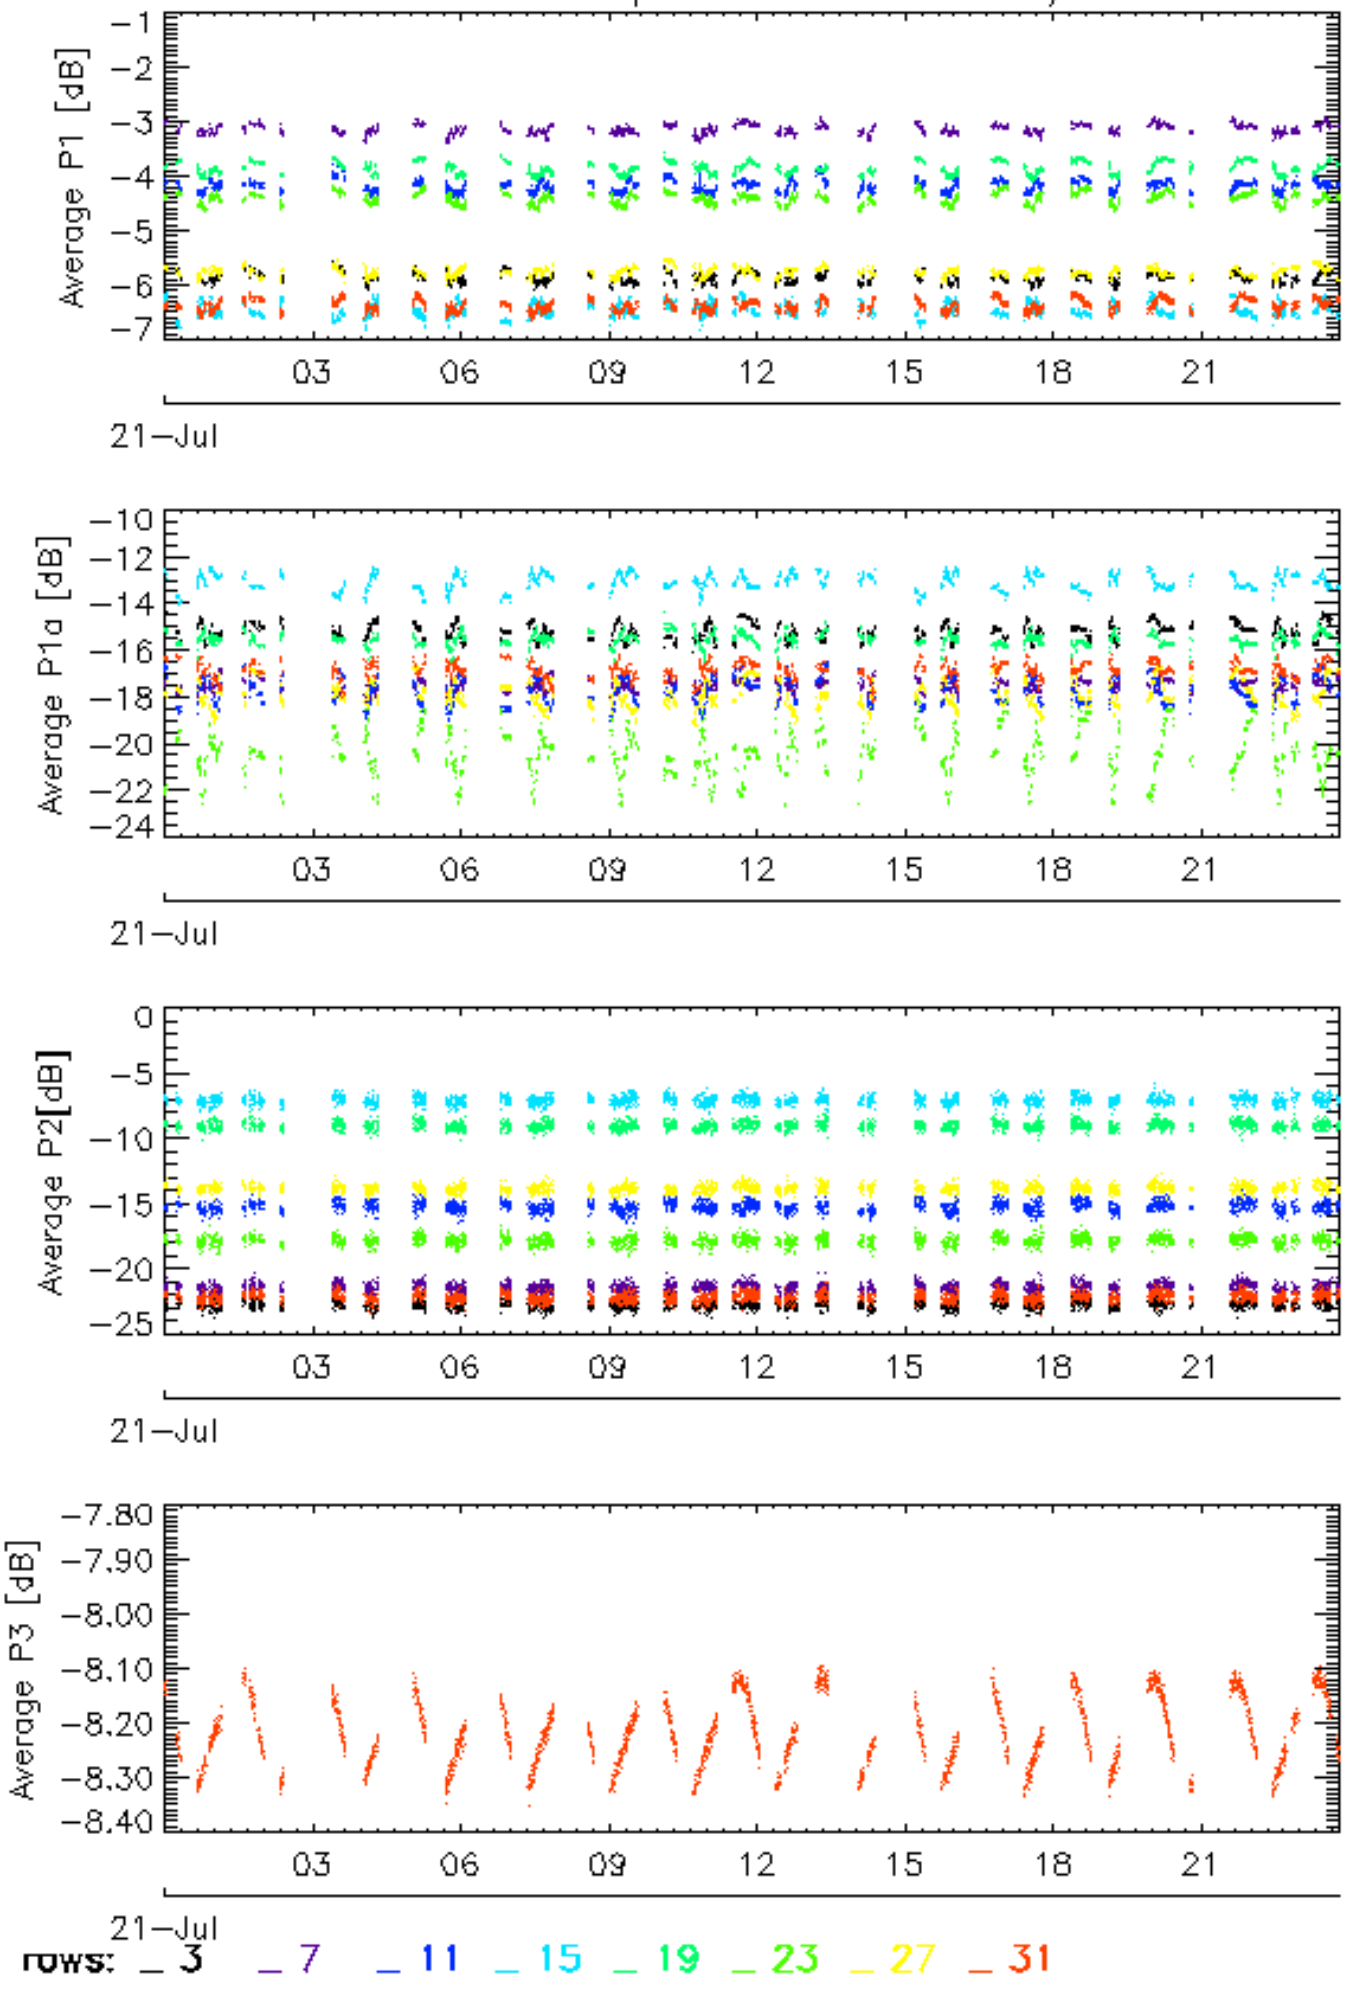 Average P1 [dB]
-1
-2
-3
-4
-5
-6
-7
03 06 09 12 15 18 21
21-Jul
Average P1a [dB]
-10
-12
-14
-16
-18
-20
-22
-24
03 06 09 12 15 18 21
21-Jul
Average P2[dB]
0
-5
-10
-15
-20
-25
03 06 09 12 15 18 21
21-Jul
Average P3 [dB]
-7.80
-7.90
-8.00
-8.10
-8.20
-8.30
-8.40
03 06 09 12 15 18 21
21-Jul
rows: _ 3 _ 7 _ 11 _ 15 _ 19 _ 23 _ 27 _ 31